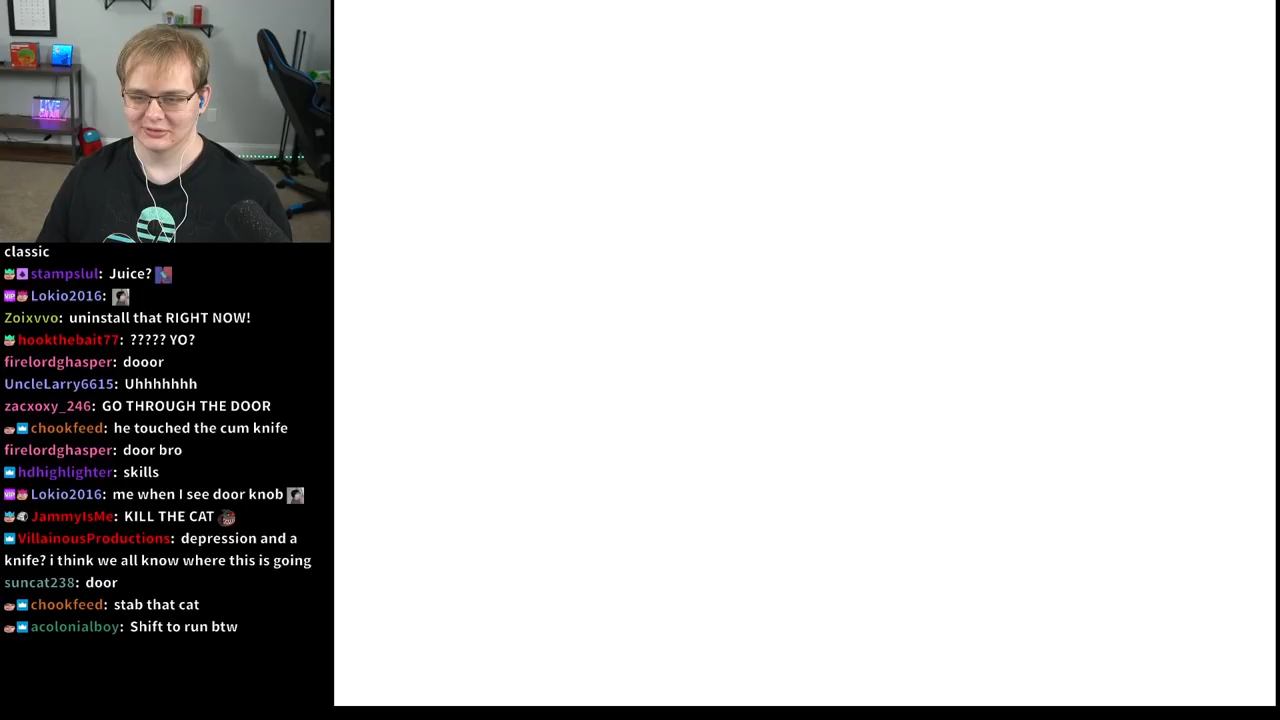 classic
stampslul: Juice?
Lokio2016:
Zoixvvo: uninstall that RIGHT NOW!
hookthebait77: ????? YO?
firelordghasper: dooor
UncleLarry6615: Uhhhhhhh
zacxoxy_246: GO THROUGH THE DOOR
chookfeed: he touched the cum knife
firelordghasper: door bro
hdhighlighter: skills
Lokio2016: me when I see door knob
JammyIsMe: KILL THE CAT
VillainousProductions: depression and a
knife? i think we all know where this is going
suncat238: door
chookfeed: stab that cat
acolonialboy: Shift to run btw